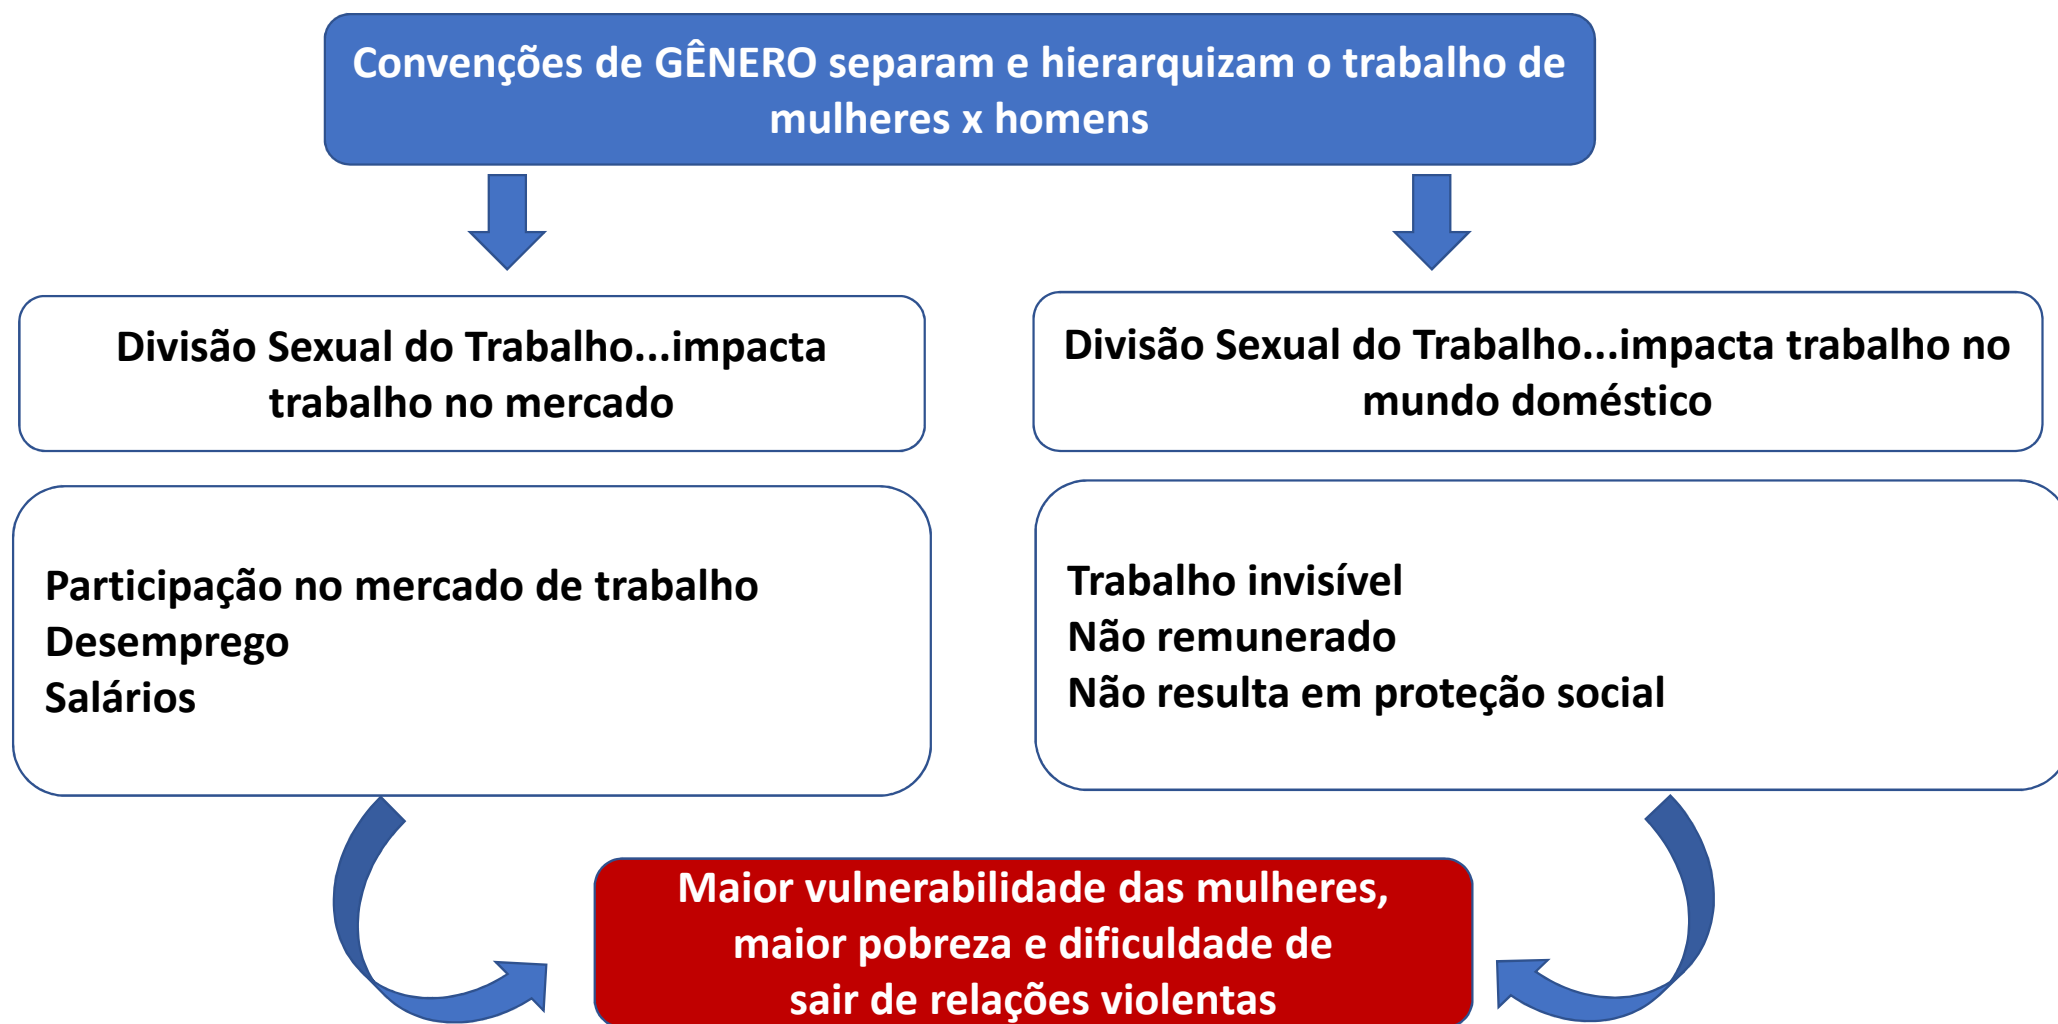 Convenções de GÊNERO separam e hierarquizam o trabalho de
mulheres x homens
Divisão Sexual do Trabalho...impacta
trabalho no mercado
Divisão Sexual do Trabalho...impacta trabalho no
mundo doméstico
Participação no mercado de trabalho
Desemprego
Salários
Trabalho invisível
Não remunerado
Não resulta em proteção social
Maior vulnerabilidade das mulheres,
maior pobreza e dificuldade de
sair de relações violentas